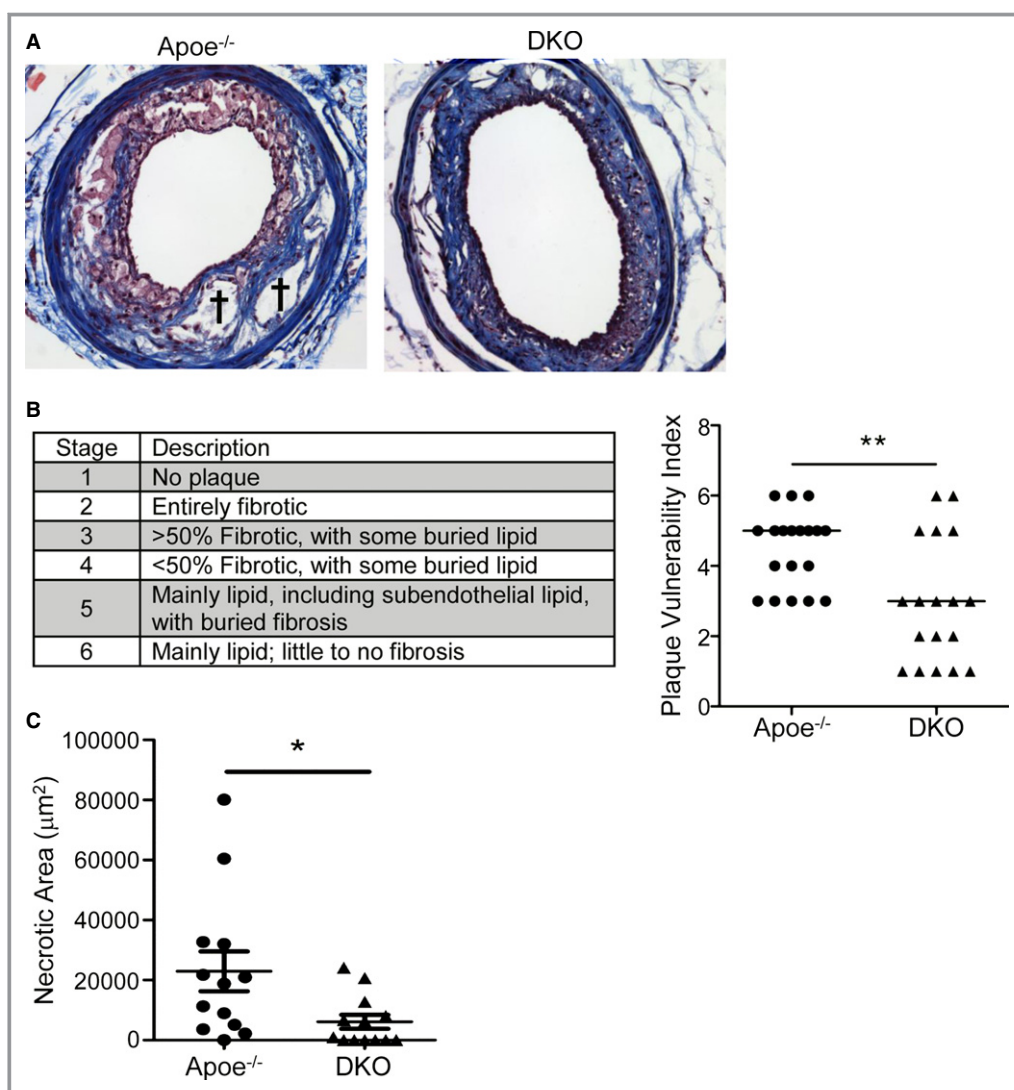 A
Apoe-/-
DKO
†
†
B
Stage Description
1 No plaque
2 Entirely fibrotic
3 >50% Fibrotic, with some buried lipid
4 <50% Fibrotic, with some buried lipid
5 Mainly lipid, including subendothelial lipid,
with buried fibrosis
6 Mainly lipid; little to no fibrosis
Plaque Vulnerability Index
8
6
4
2
0
**
Apoe-/-
DKO
C
Necrotic Area (μm²)
100000
80000
60000
40000
20000
0
*
Apoe-/-
DKO